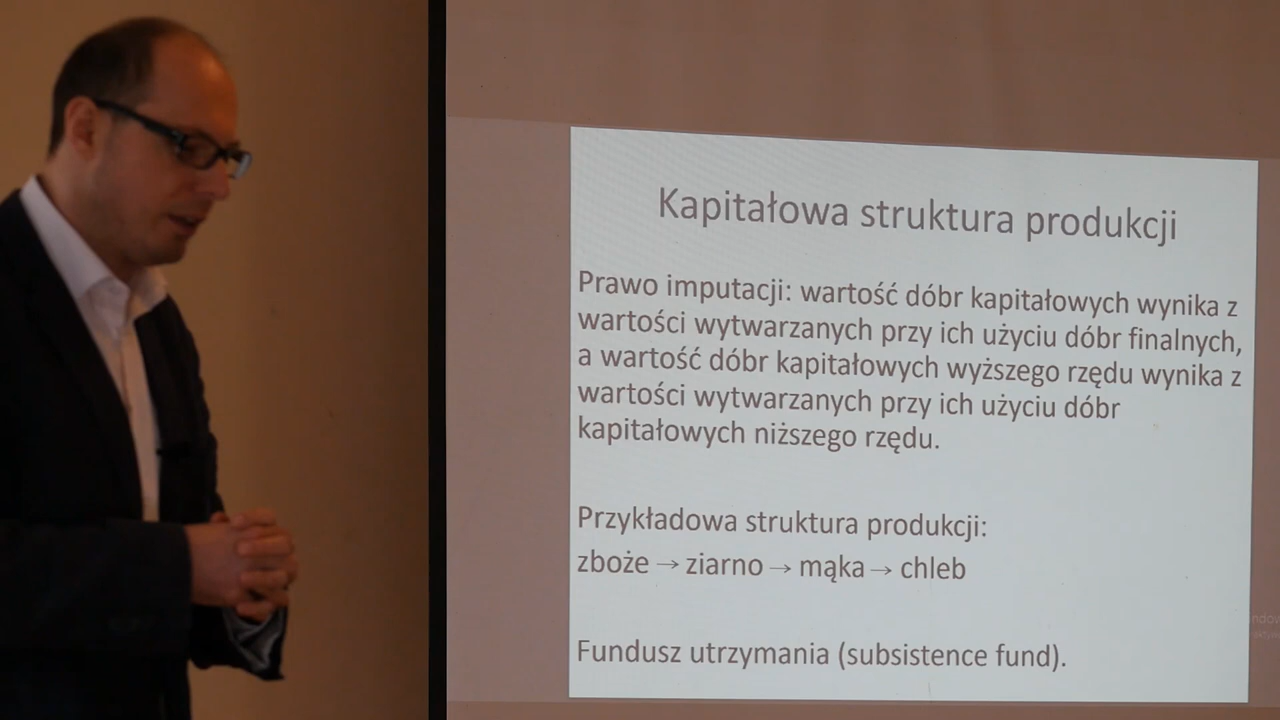 Kapitałowa struktura produkcji
Prawo imputacji: wartość dóbr kapitałowych wynika z
wartości wytwarzanych przy ich użyciu dóbr finalnych,
a wartość dóbr kapitałowych wyższego rzędu wynika z
wartości wytwarzanych przy ich użyciu dóbr
kapitałowych niższego rzędu.
Przykładowa struktura produkcji:
zboże → ziarno → mąka → chleb
Fundusz utrzymania (subsistence fund).